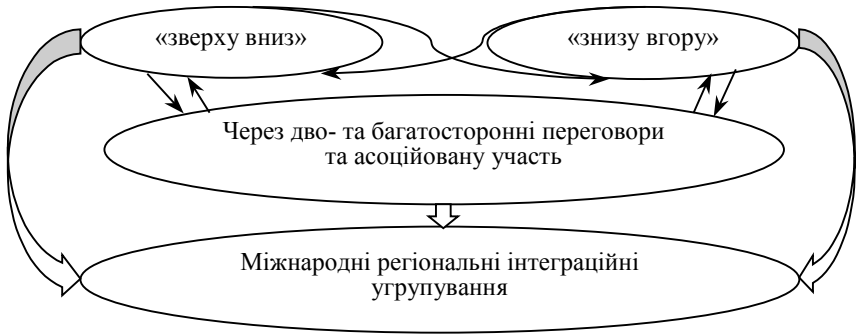 «зверху вниз»
«знизу вгору»
Через дво- та багатосторонні переговори
та асоційовану участь
Міжнародні регіональні інтеграційні
угрупування